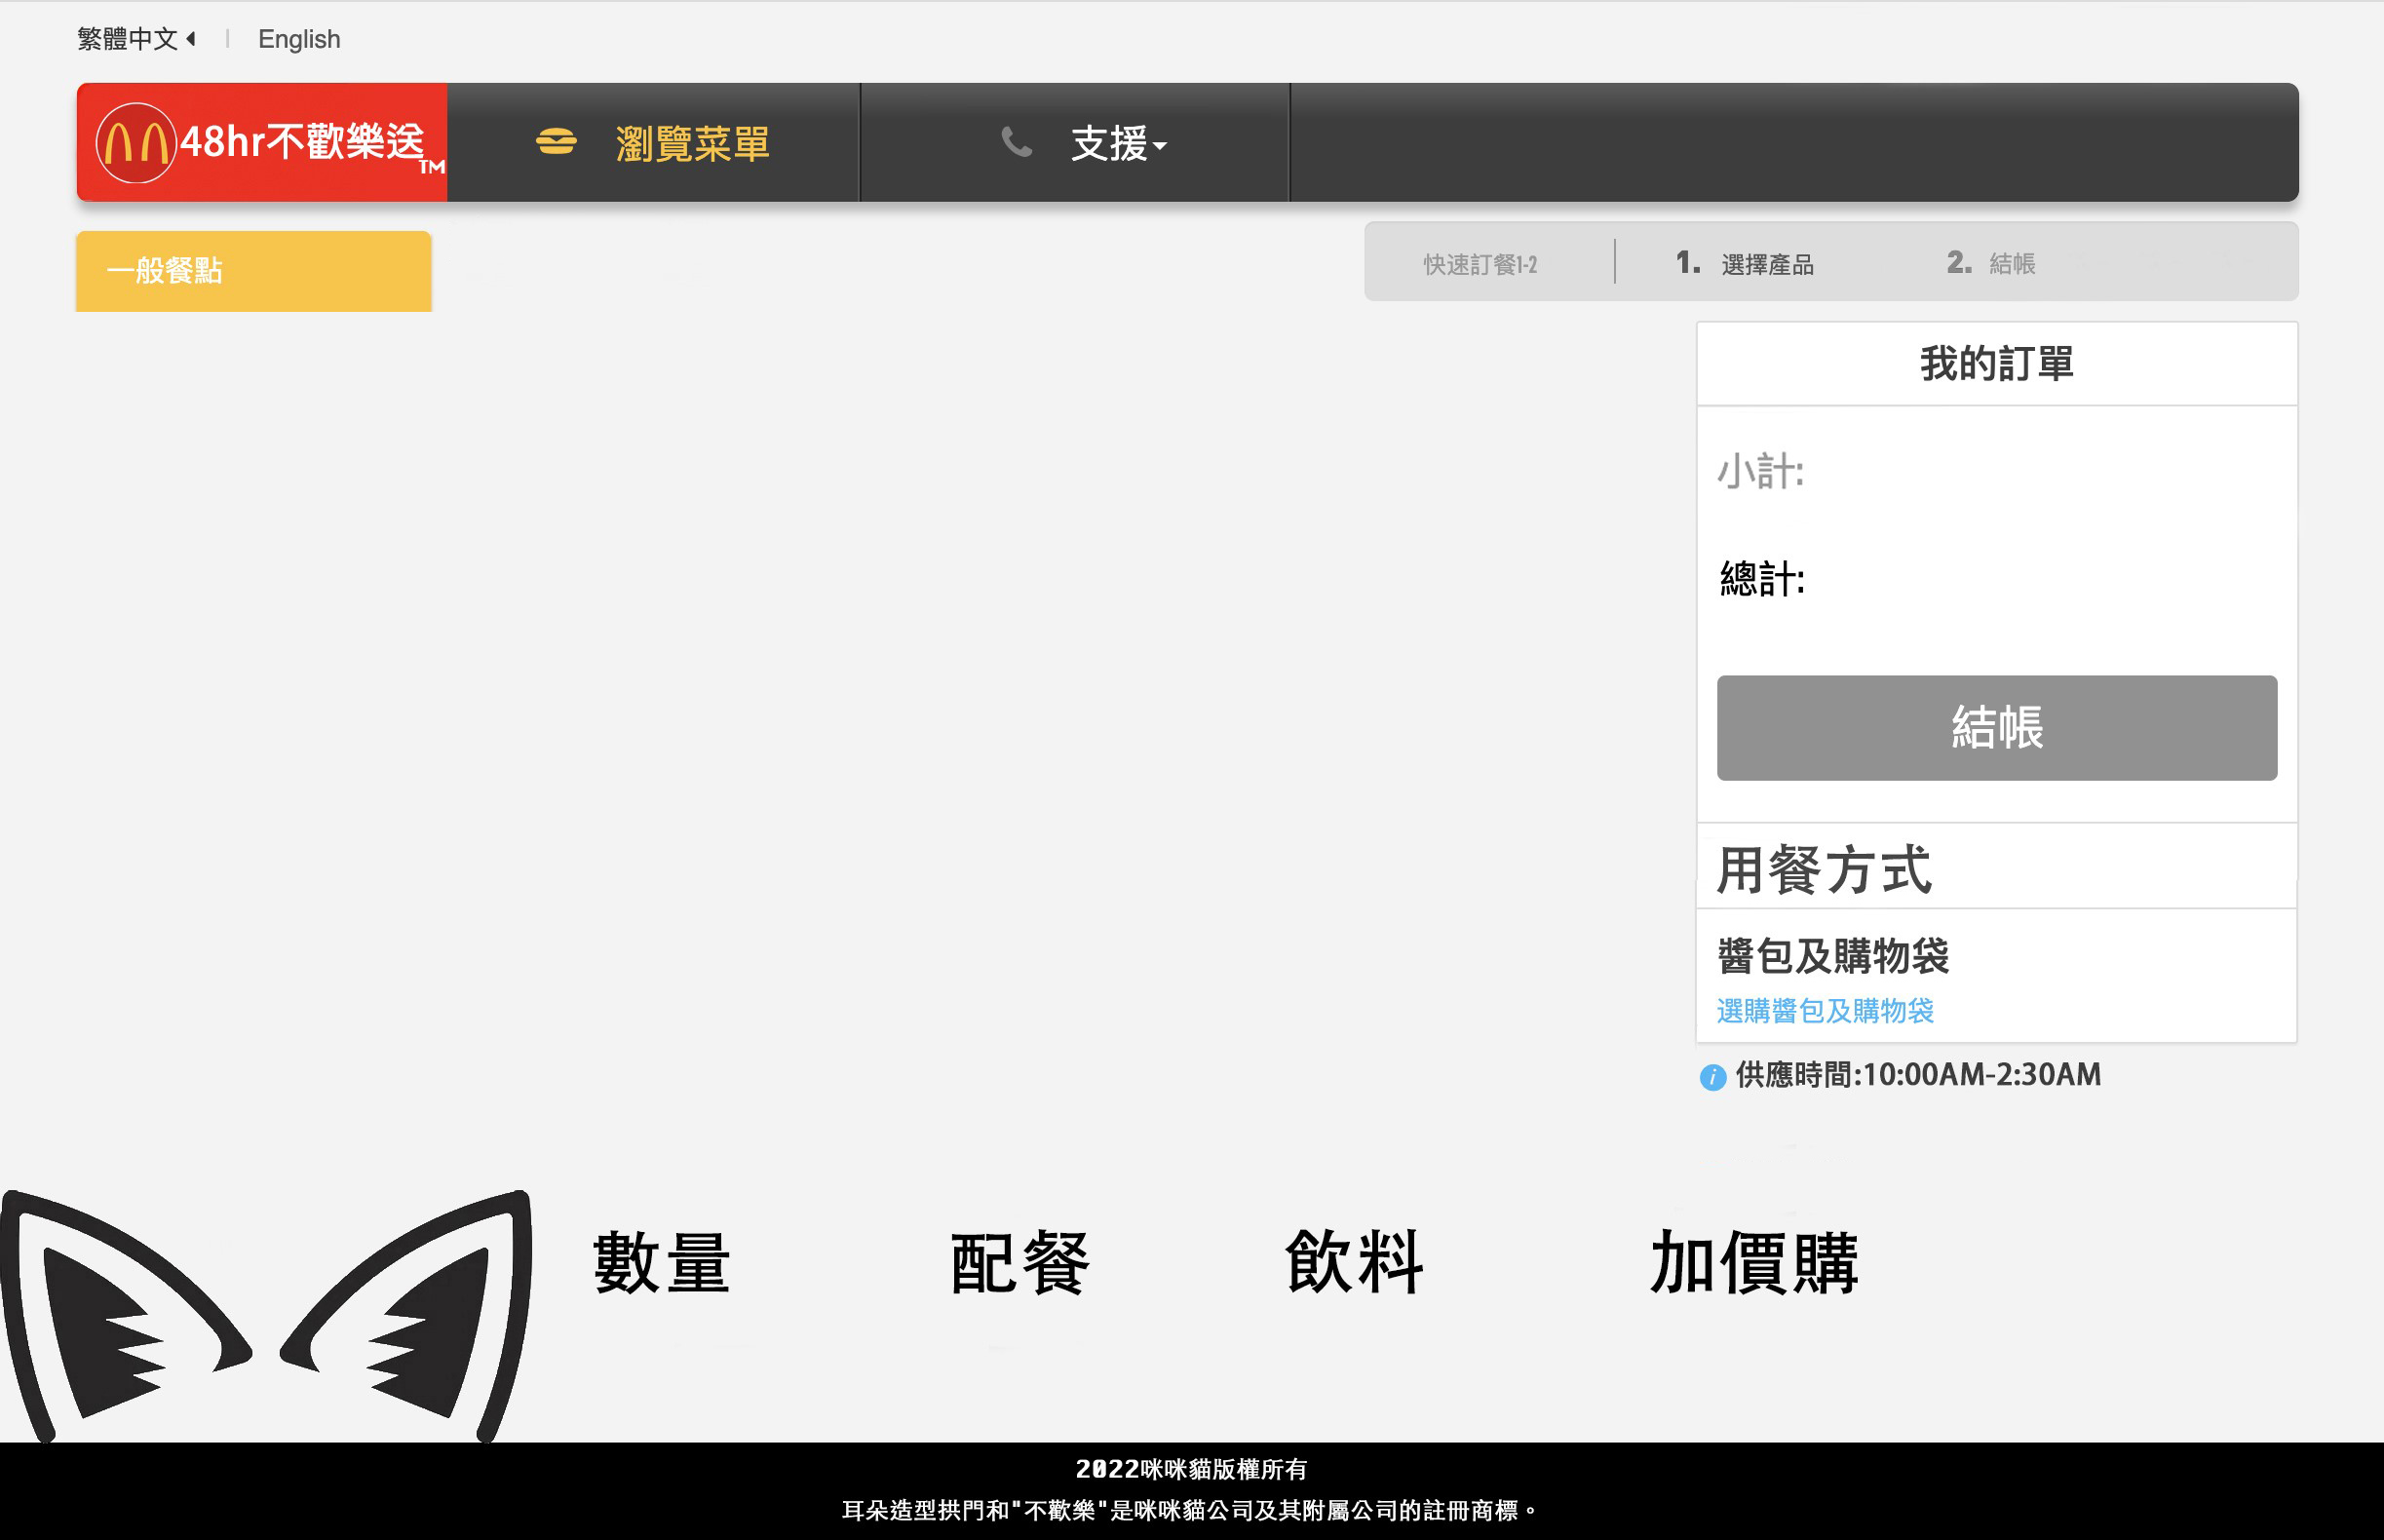 繁體中文 English
48hr不歡樂送TM 瀏覽菜單 支援
一般餐點
快速訂餐1-2 1. 選擇產品 2. 結帳
我的訂單
小計:
總計:
結帳
用餐方式
醬包及購物袋
選購醬包及購物袋
i 供應時間:10:00AM-2:30AM
數量 配餐 飲料 加價購
2022咪咪貓版權所有
耳朵造型拱門和"不歡樂"是咪咪貓公司及其附屬公司的註冊商標。